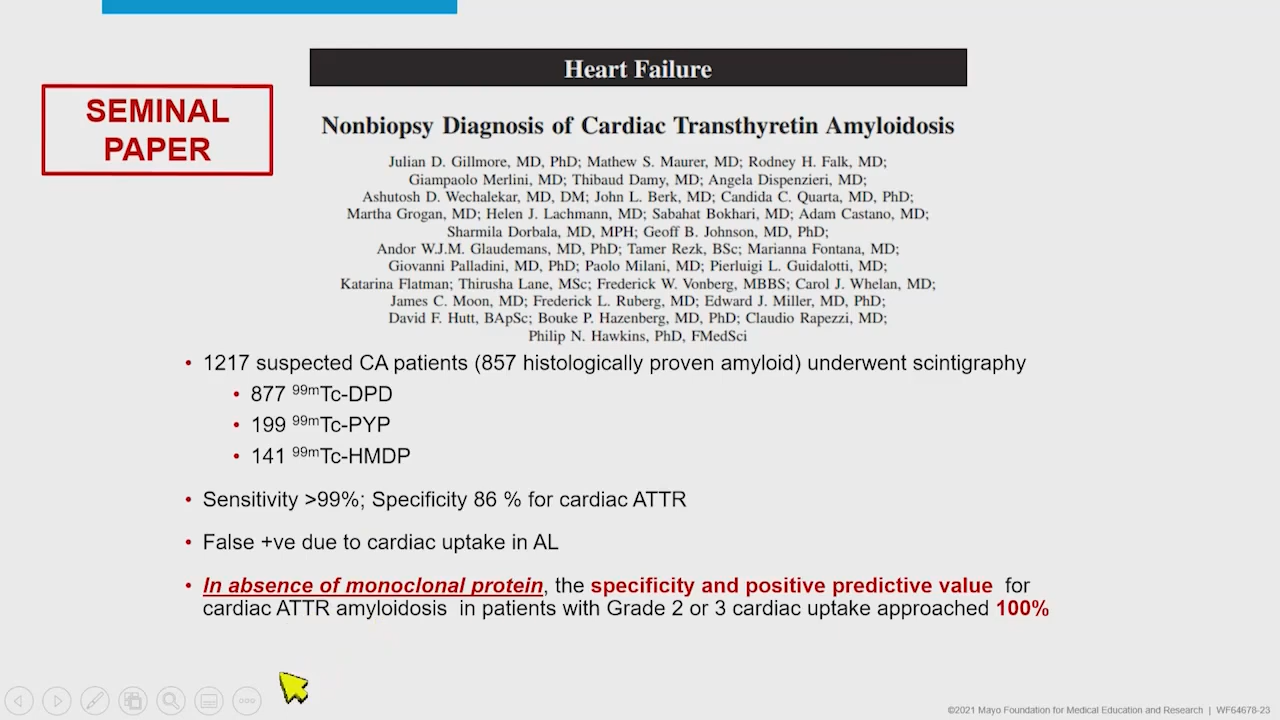 SEMINAL
PAPER
Heart Failure
Nonbiopsy Diagnosis of Cardiac Transthyretin Amyloidosis
Julian D. Gillmore, MD, PhD; Mathew S. Maurer, MD; Rodney H. Falk, MD;
Giampaolo Merlini, MD; Thibaud Damy, MD; Angela Dispenzieri, MD;
Ashutosh D. Wechalekar, MD, DM; John L. Berk, MD; Candida C. Quarta, MD, PhD;
Martha Grogan, MD; Helen J. Lachmann, MD; Sabahat Bokhari, MD; Adam Castano, MD;
Sharmila Dorbala, MD, MPH; Geoff B. Johnson, MD, PhD;
Andor W.J.M. Glaudemans, MD, PhD; Tamer Rezk, BSc; Marianna Fontana, MD;
Giovanni Palladini, MD, PhD; Paolo Milani, MD; Pierluigi L. Guidalotti, MD;
Katarina Flatman; Thirusha Lane, MSc; Frederick W. Vonberg, MBBS; Carol J. Whelan, MD;
James C. Moon, MD; Frederick L. Ruberg, MD; Edward J. Miller, MD, PhD;
David F. Hutt, BApSc; Bouke P. Hazenberg, MD, PhD; Claudio Rapezzi, MD;
Philip N. Hawkins, PhD, FMedSci
• 1217 suspected CA patients (857 histologically proven amyloid) underwent scintigraphy
• 877 99mTc-DPD
• 199 99mTc-PYP
• 141 99mTc-HMDP
• Sensitivity >99%; Specificity 86 % for cardiac ATTR
• False +ve due to cardiac uptake in AL
• In absence of monoclonal protein, the specificity and positive predictive value for
cardiac ATTR amyloidosis in patients with Grade 2 or 3 cardiac uptake approached 100%
©2021 Mayo Foundation for Medical Education and Research | WF64678-23